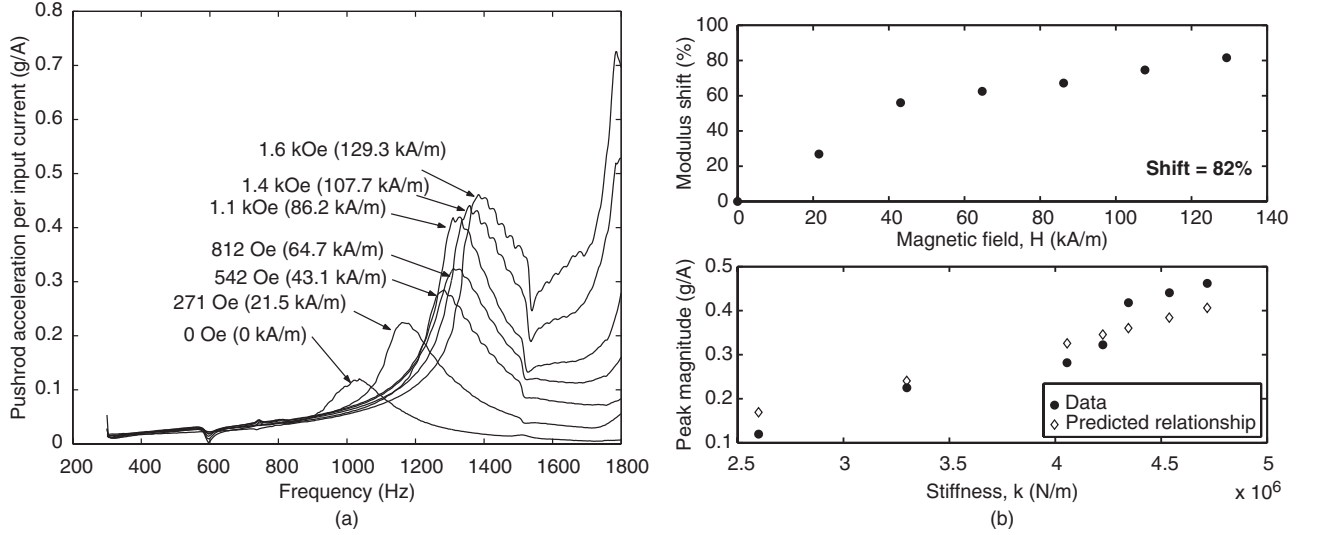 0.8
0.7
0.6
0.5
0.4
0.3
0.2
0.1
0
Pushrod acceleration per input current (g/A)
1.6 kOe (129.3 kA/m)
1.4 kOe (107.7 kA/m)
1.1 kOe (86.2 kA/m)
812 Oe (64.7 kA/m)
542 Oe (43.1 kA/m)
271 Oe (21.5 kA/m)
0 Oe (0 kA/m)
200 400 600 800 1000 1200 1400 1600 1800
Frequency (Hz)
(a)
100
80
60
40
20
0
Modulus shift (%)
Shift = 82%
0 20 40 60 80 100 120 140
Magnetic field, H (kA/m)
0.5
0.4
0.3
0.2
0.1
Peak magnitude (g/A)
Data
Predicted relationship
2.5 3 3.5 4 4.5 5
Stiffness, k (N/m)
x 10⁶
(b)